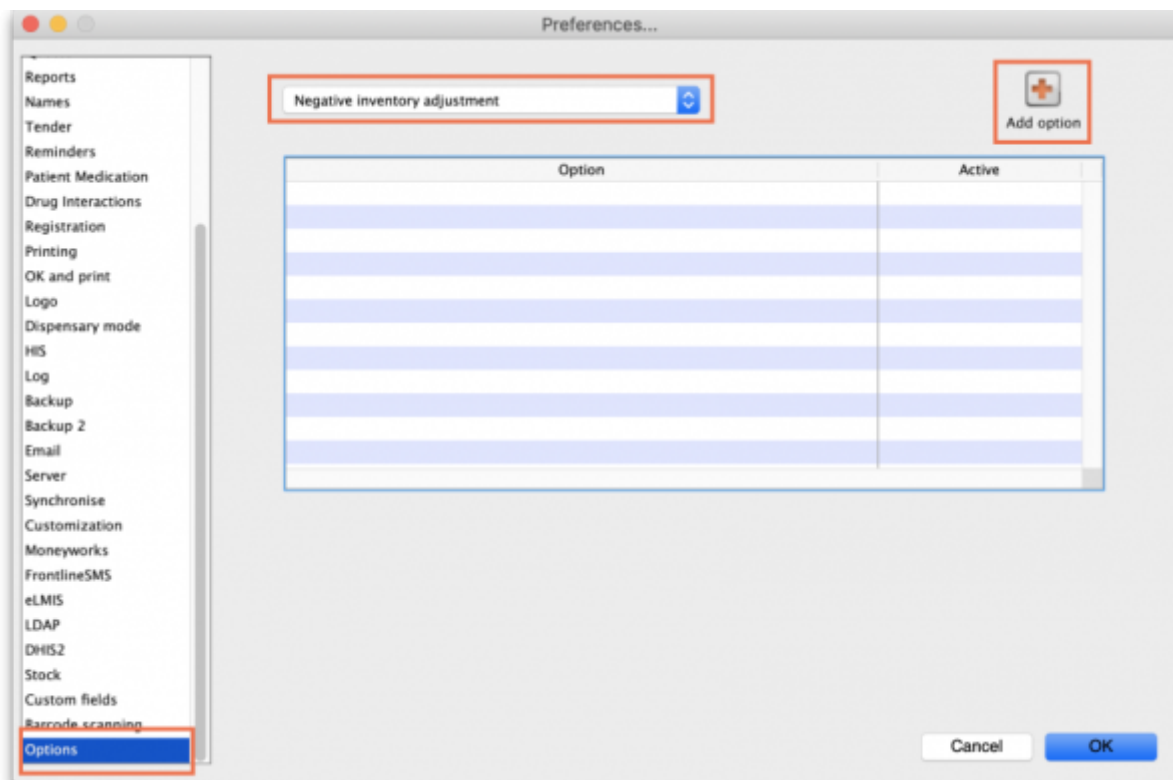 Preferences...
Reports
Names
Tender
Reminders
Patient Medication
Drug Interactions
Registration
Printing
OK and print
Logo
Dispensary mode
HIS
Log
Backup
Backup 2
Email
Server
Synchronise
Customization
Moneyworks
FrontlineSMS
eLMIS
LDAP
DHIS2
Stock
Custom fields
Barcode scanning
Options
Negative inventory adjustment
Add option
Option Active
Cancel OK